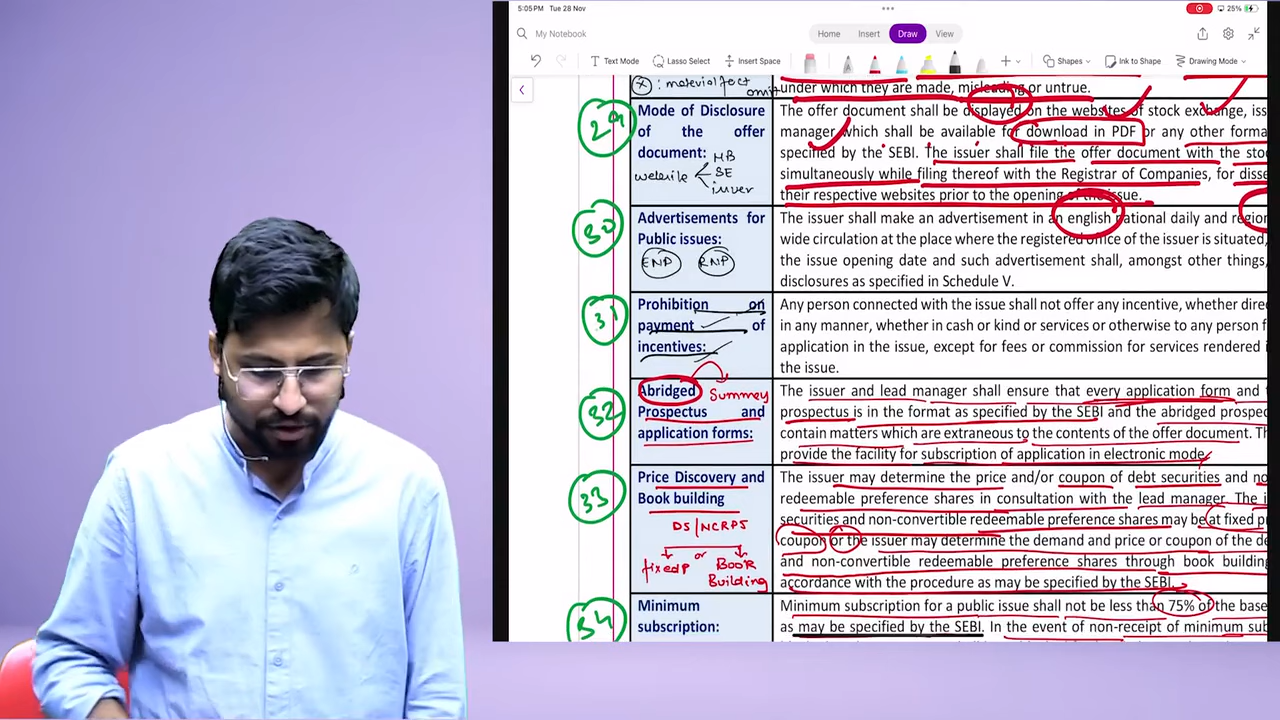 5:05PM Tue 28 Nov
25%
My Notebook
Home Insert Draw View
Text Mode Lasso Select Insert Space Shapes Ink to Shape Drawing Mode
(x) : material fact omit
under which they are made, misleading or untrue.
29
Mode of Disclosure of the offer document:
website MB SE issuer
The offer document shall be displayed on the websites of stock exchange, iss
manager which shall be available for download in PDF or any other forma
specified by the SEBI. The issuer shall file the offer document with the stoc
simultaneously while filing thereof with the Registrar of Companies, for disse
their respective websites prior to the opening of the issue.
30
Advertisements for Public issues:
ENP RNP
The issuer shall make an advertisement in an english national daily and region
wide circulation at the place where the registered office of the issuer is situated,
the issue opening date and such advertisement shall, amongst other things,
disclosures as specified in Schedule V.
31
Prohibition on payment of incentives:
Any person connected with the issue shall not offer any incentive, whether direc
in any manner, whether in cash or kind or services or otherwise to any person f
application in the issue, except for fees or commission for services rendered i
the issue.
32
Abridged Summey
Prospectus and application forms:
The issuer and lead manager shall ensure that every application form and
prospectus is in the format as specified by the SEBI and the abridged prospec
contain matters which are extraneous to the contents of the offer document. Th
provide the facility for subscription of application in electronic mode.
33
Price Discovery and Book building
DS/NCRPS
fixed P or Book Building
The issuer may determine the price and/or coupon of debt securities and no
redeemable preference shares in conultation with the lead manager. The i
securities and non-convertible redeemable preference shares may be at fixed p
coupon or the issuer may determine the demand and price or coupon of the de
and non-convertible redeemable preference shares through book building
accordance with the procedure as may be specified by the SEBI.
34
Minimum subscription:
Minimum subscription for a public issue shall not be less than 75% of the base
as may be specified by the SEBI. In the event of non-receipt of minimum sub